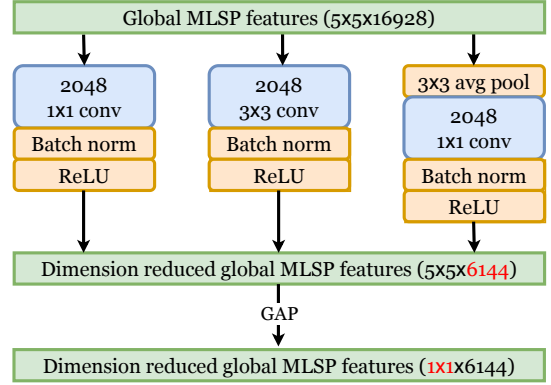 Global MLSP features (5x5x16928)
2048
1x1 conv
Batch norm
ReLU
2048
3x3 conv
Batch norm
ReLU
3x3 avg pool
2048
1x1 conv
Batch norm
ReLU
Dimension reduced global MLSP features (5x5x6144)
GAP
Dimension reduced global MLSP features (1x1x6144)